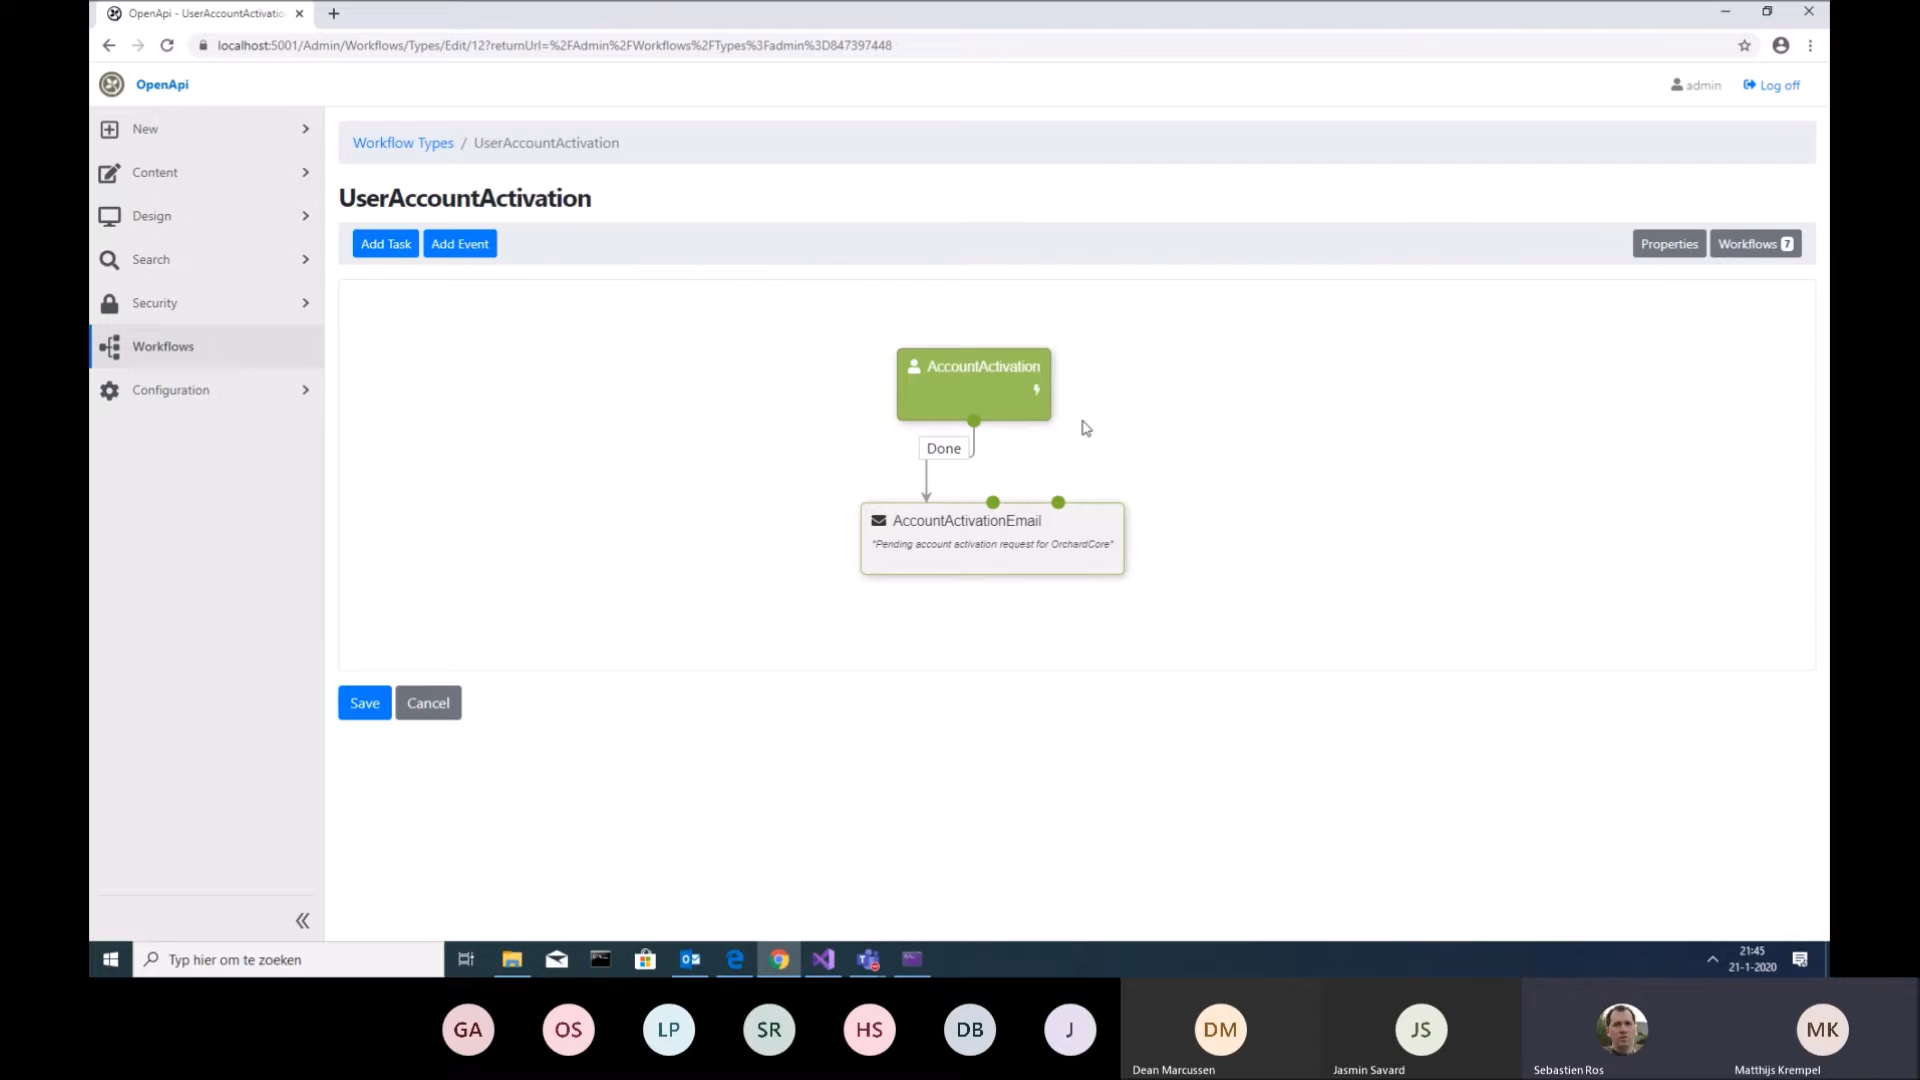 OpenApi - UserAccountActivatio
localhost:5001/Admin/Workflows/Types/Edit/12?returnUrl=%2FAdmin%2FWorkflows%2FTypes%3Fadmin%3D847397448
OpenApi
admin
Log off
New
Content
Design
Search
Security
Workflows
Configuration
Workflow Types / UserAccountActivation
UserAccountActivation
Add Task
Add Event
Properties
Workflows 7
AccountActivation
Done
AccountActivationEmail
"Pending account activation request for OrchardCore"
Save
Cancel
Typ hier om te zoeken
21:45
21-1-2020
GA
OS
LP
SR
HS
DB
J
DM
JS
MK
Dean Marcussen
Jasmin Savard
Sebastien Ros
Matthijs Krempel